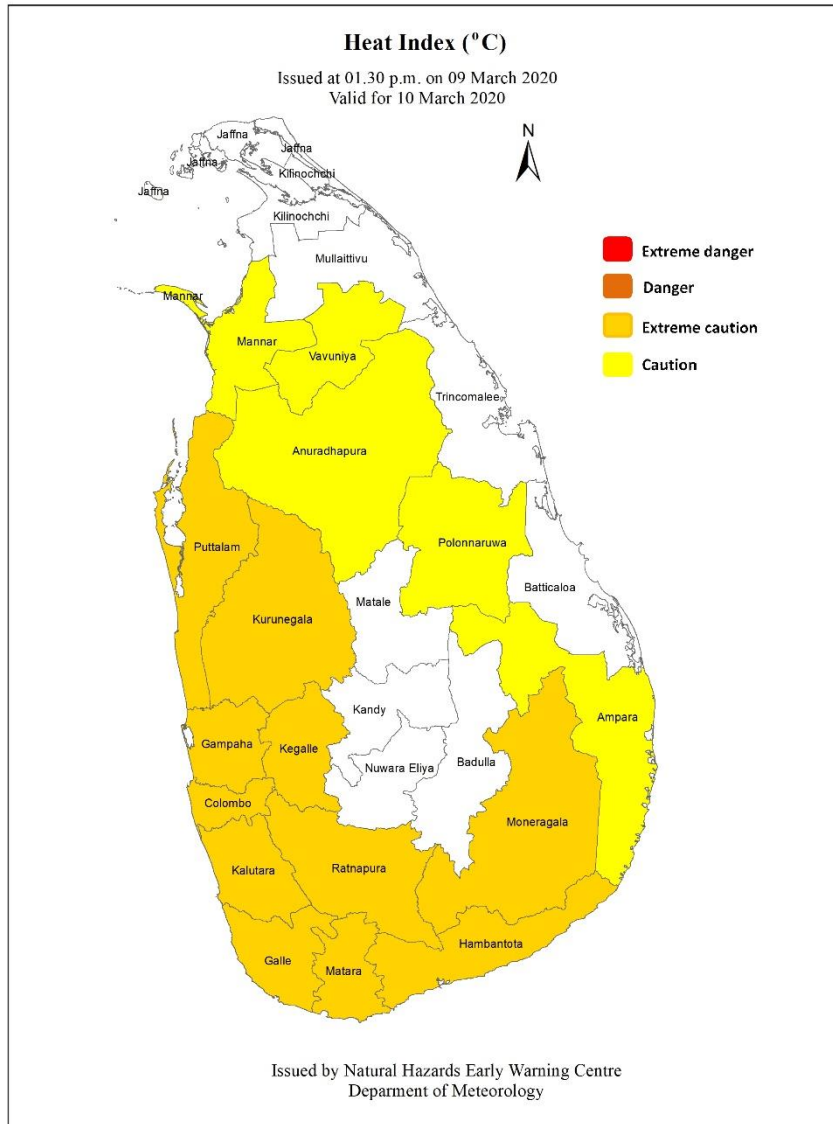 Heat Index (°C)
Issued at 01.30 p.m. on 09 March 2020
Valid for 10 March 2020
N
Jaffna
Jaffna
Jaffna
Kilinochchi
Jaffna
Kilinochchi
Mullaittivu
Extreme danger
Danger
Extreme caution
Caution
Mannar
Mannar
Vavuniya
Trincomalee
Anuradhapura
Puttalam
Polonnaruwa
Batticaloa
Matale
Kurunegala
Kandy
Ampara
Gampaha
Kegalle
Nuwara Eliya
Badulla
Colombo
Moneragala
Kalutara
Ratnapura
Hambantota
Galle
Matara
Issued by Natural Hazards Early Warning Centre
Deparment of Meteorology